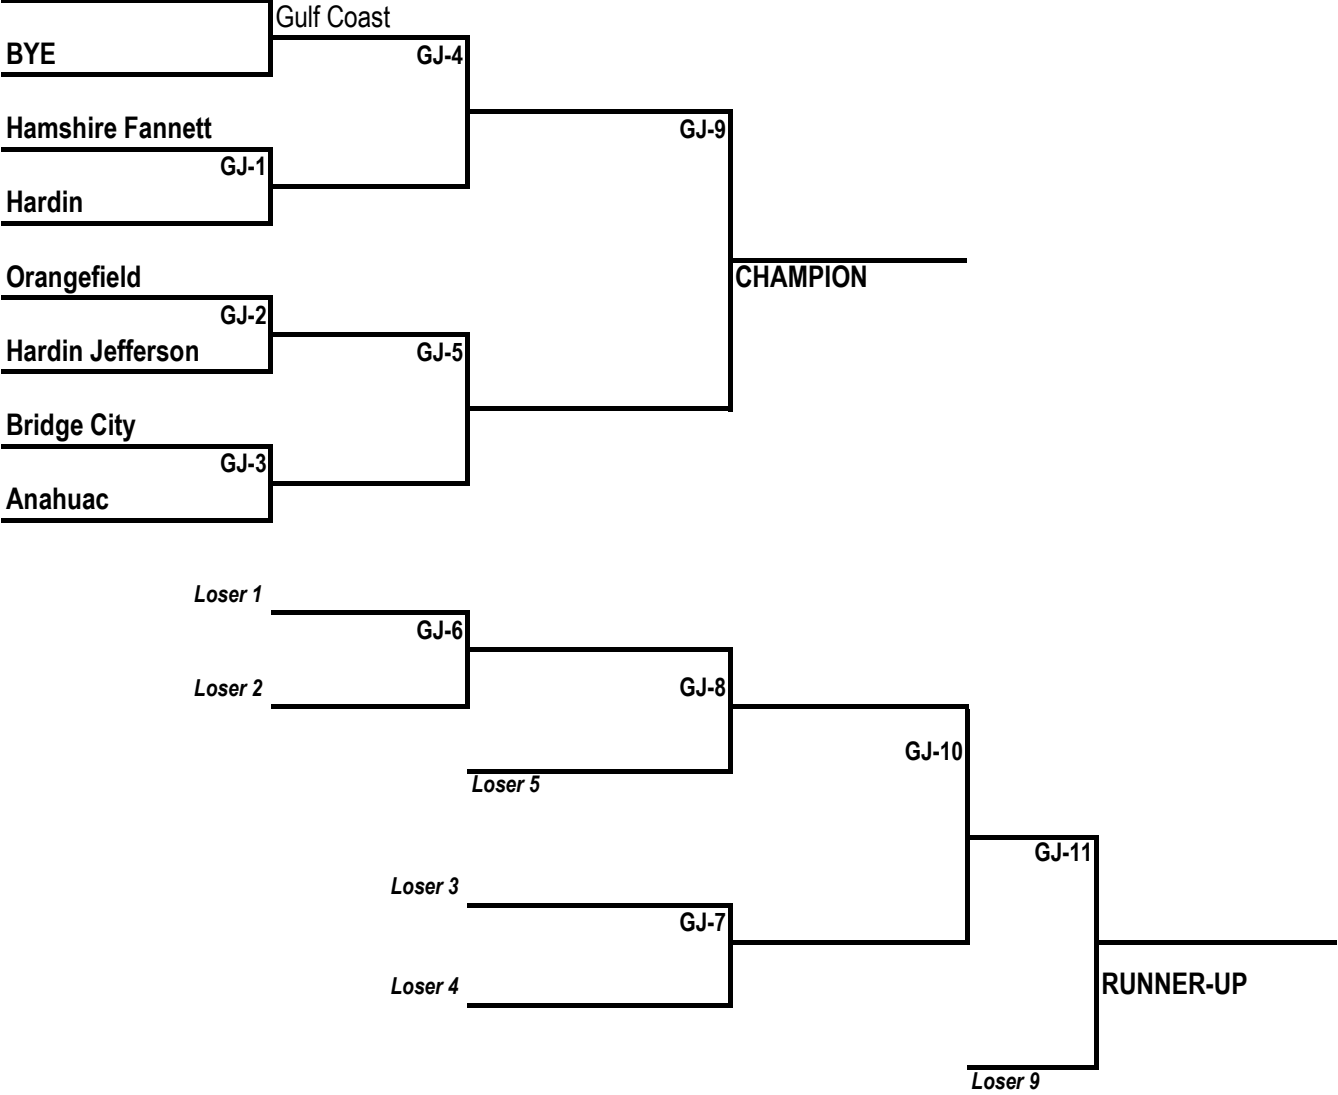 Gulf Coast
BYE
GJ-4
Hamshire Fannett
GJ-9
GJ-1
Hardin
Orangefield
CHAMPION
GJ-2
Hardin Jefferson
GJ-5
Bridge City
GJ-3
Anahuac
Loser 1
GJ-6
Loser 2
GJ-8
GJ-10
Loser 5
GJ-11
Loser 3
GJ-7
Loser 4
RUNNER-UP
Loser 9